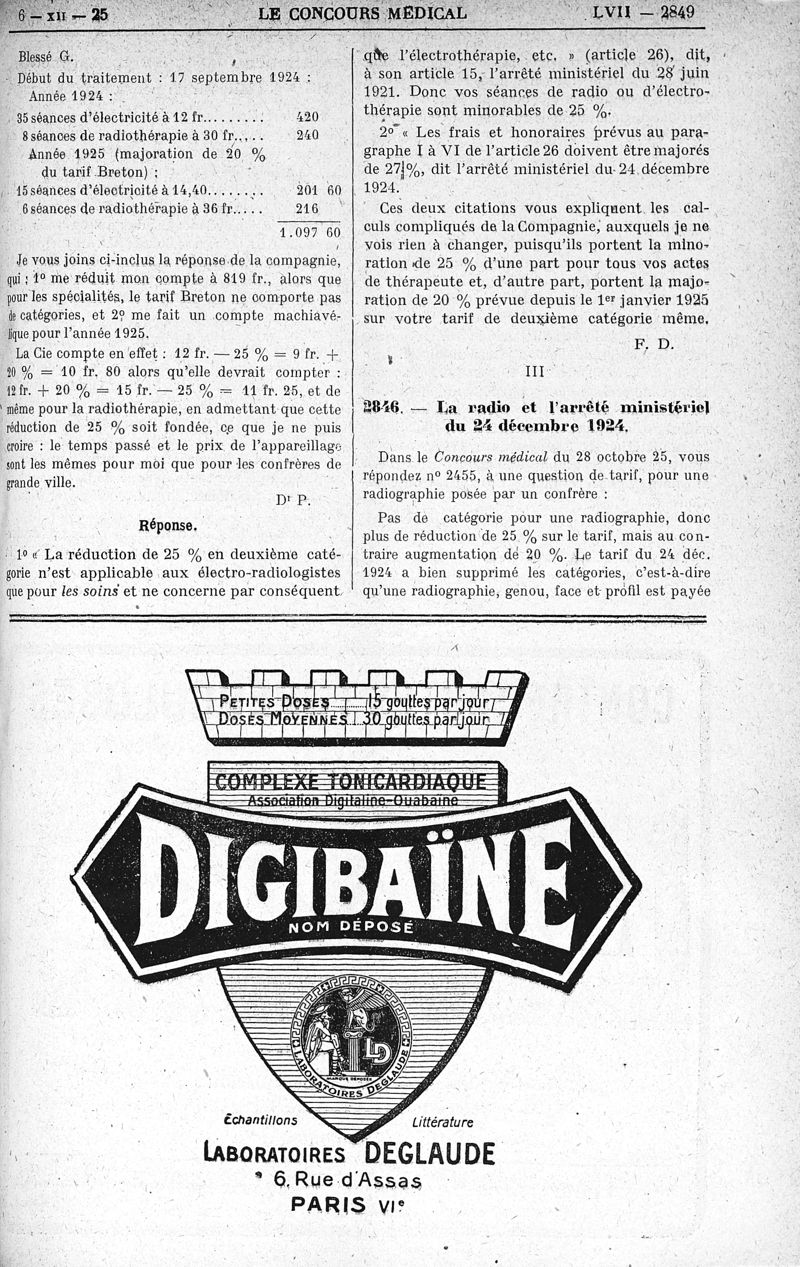 6 — XII — 25 LE CONCOURS MÉDICAL LVII — 2849
Blessé G.
Début du traitement : 17 septembre 1924 :
Année 1924 :
35 séances d'électricité à 12 fr......... 420
8 séances de radiothérapie à 30 fr..... 240
Année 1925 (majoration de 20 %
du tarif Breton) :
15 séances d'électricité à 14,40........ 201 60
6 séances de radiothérapie à 36 fr..... 216
1.097 60
Je vous joins ci-inclus la réponse de la compagnie,
qui : 1º me réduit mon compte à 819 fr., alors que
pour les spécialités, le tarif Breton ne comporte pas
de catégories, et 2º me fait un compte machiavé-
lique pour l'année 1925.
La Cie compte en effet : 12 fr. — 25 % = 9 fr. +
20 % = 10 fr. 80 alors qu'elle devrait compter :
12 fr. + 20 % = 15 fr. — 25 % = 11 fr. 25, et de
même pour la radiothérapie, en admettant que cette
réduction de 25 % soit fondée, ce que je ne puis
croire : le temps passé et le prix de l'appareillage
sont les mêmes pour moi que pour les confrères de
grande ville.
Dr P.
Réponse.
1º « La réduction de 25 % en deuxième caté-
gorie n'est applicable aux électro-radiologistes
que pour les soins et ne concerne par conséquent
que l'électrothérapie, etc. » (article 26), dit,
à son article 15, l'arrêté ministériel du 28 juin
1921. Donc vos séances de radio ou d'électro-
thérapie sont minorables de 25 %.
2º « Les frais et honoraires prévus au para-
graphe I à VI de l'article 26 doivent être majorés
de 27 %, dit l'arrêté ministériel du 24 décembre
1924.
Ces deux citations vous expliquent les cal-
culs compliqués de la Compagnie, auxquels je ne
vois rien à changer, puisqu'ils portent la mino-
ration de 25 % d'une part pour tous vos actes
de thérapeute et, d'autre part, portent la majo-
ration de 20 % prévue depuis le 1er janvier 1925
sur votre tarif de deuxième catégorie même.
F. D.
III
2846. — La radio et l'arrêté ministériel
du 24 décembre 1924.
Dans le Concours médical du 28 octobre 25, vous
répondez nº 2455, à une question de tarif, pour une
radiographie posée par un confrère :
Pas de catégorie pour une radiographie, donc
plus de réduction de 25 % sur le tarif, mais au con-
traire augmentation de 20 %. Le tarif du 24 déc.
1924 a bien supprimé les catégories, c'est-à-dire
qu'une radiographie, genou, face et profil est payée
PETITES DOSES......... 15 gouttes par jour
DOSES MOYENNES... 30 gouttes par jour
COMPLEXE TONICARDIAQUE
Association Digitaline-Ouabaine
DIGIBAÏNE
NOM DÉPOSÉ
LD
MARQUE DÉPOSÉE
LABORATOIRES DEGLAUDE
Échantillons Littérature
LABORATOIRES DEGLAUDE
6, Rue d'Assas
PARIS VIe